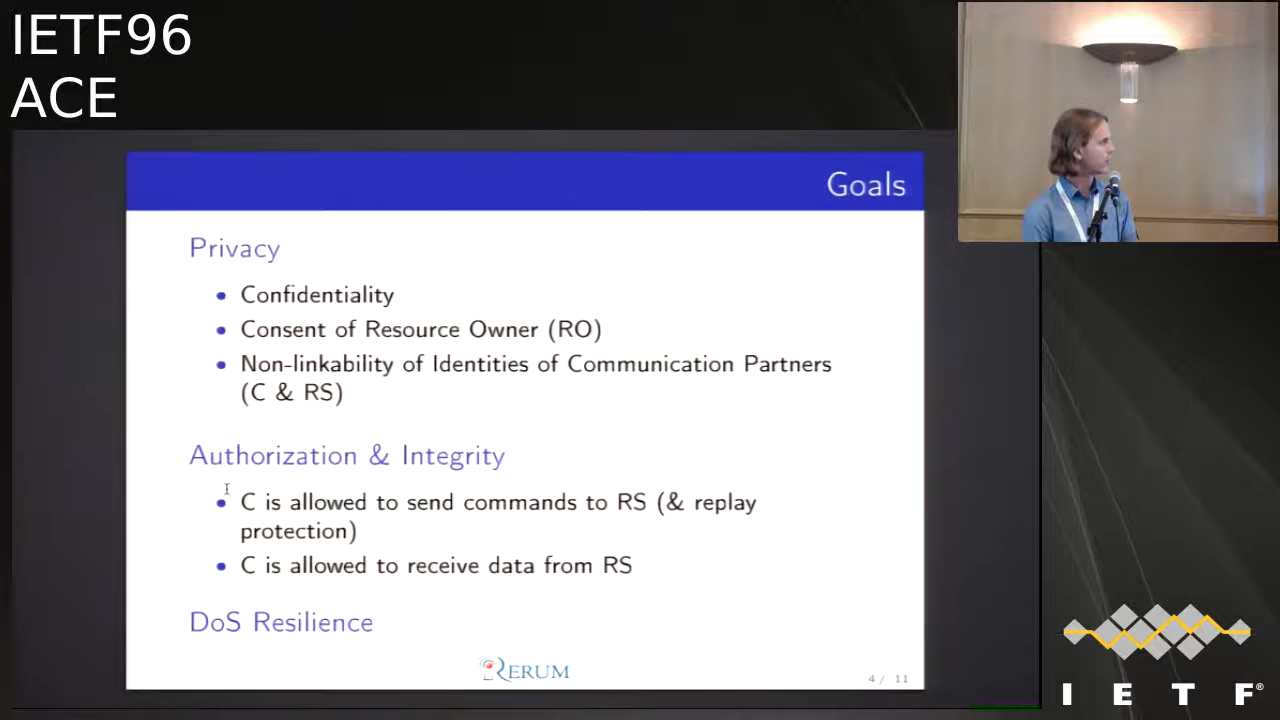 IETF96
ACE
Goals
Privacy
• Confidentiality
• Consent of Resource Owner (RO)
• Non-linkability of Identities of Communication Partners
(C & RS)
Authorization & Integrity
• C is allowed to send commands to RS (& replay
protection)
• C is allowed to receive data from RS
DoS Resilience
RERUM
4 / 11
I E T F®